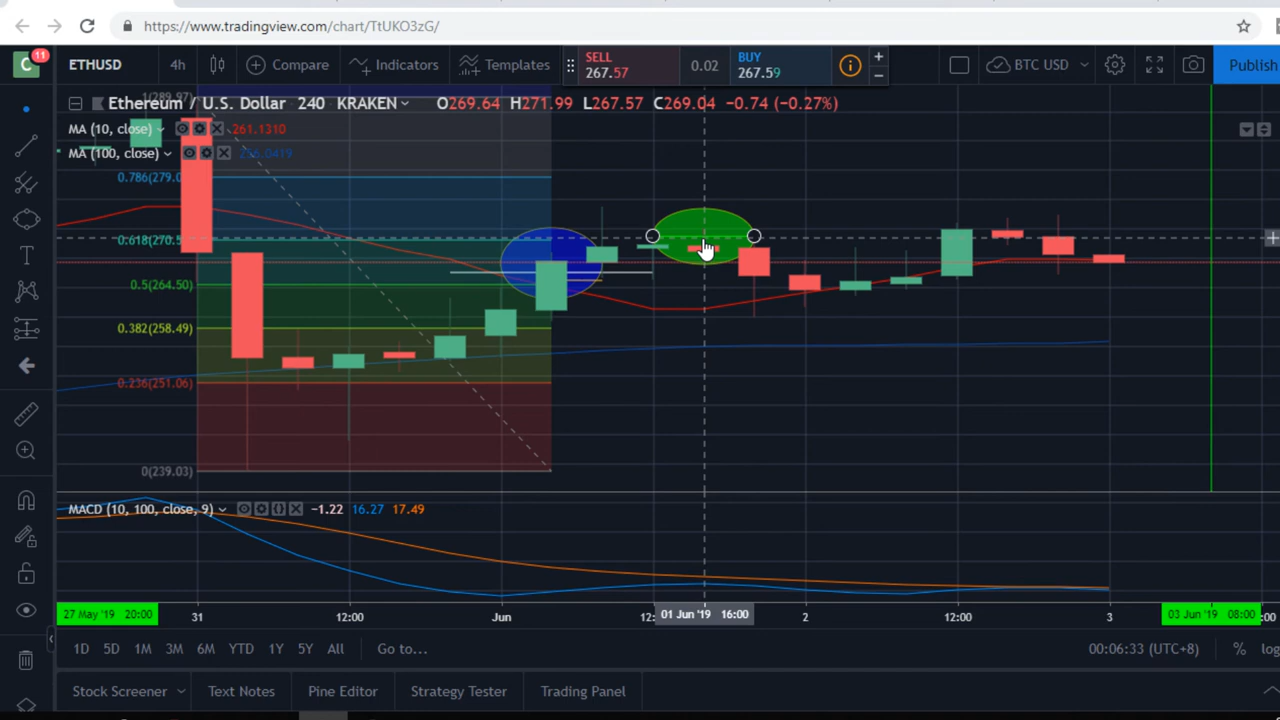 https://www.tradingview.com/chart/TtUKO3zG/
C 11 ETHUSD 4h Compare Indicators Templates SELL 267.57 0.02 BUY 267.59 + − BTC USD Publish
Ethereum / U.S. Dollar 240 KRAKEN O269.64 H271.99 L267.57 C269.04 −0.74 (−0.27%)
1(289.97)
MA (10, close) 261.1310
MA (100, close)
0.786(279.0
0.618(270.5
0.5(264.50)
0.382(258.49)
0.236(251.06)
0(239.03)
MACD (10, 100, close, 9) −1.22 16.27 17.49
27 May '19 20:00 31 12:00 Jun 12: 01 Jun '19 16:00 2 12:00 3 03 Jun '19 08:00 :00
1D 5D 1M 3M 6M YTD 1Y 5Y All Go to... 00:06:33 (UTC+8) % log
Stock Screener Text Notes Pine Editor Strategy Tester Trading Panel